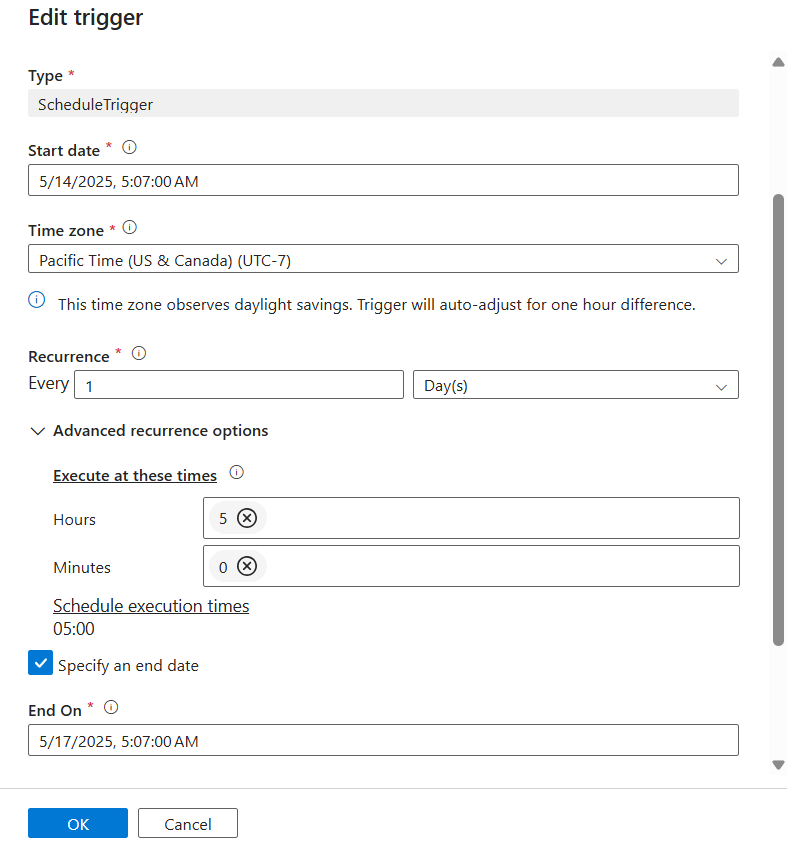 Edit trigger
Type *
ScheduleTrigger
Start date *
5/14/2025, 5:07:00 AM
Time zone *
Pacific Time (US & Canada) (UTC-7)
This time zone observes daylight savings. Trigger will auto-adjust for one hour difference.
Recurrence *
Every 1 Day(s)
Advanced recurrence options
Execute at these times
Hours 5
Minutes 0
Schedule execution times
05:00
Specify an end date
End On *
5/17/2025, 5:07:00 AM
OK Cancel